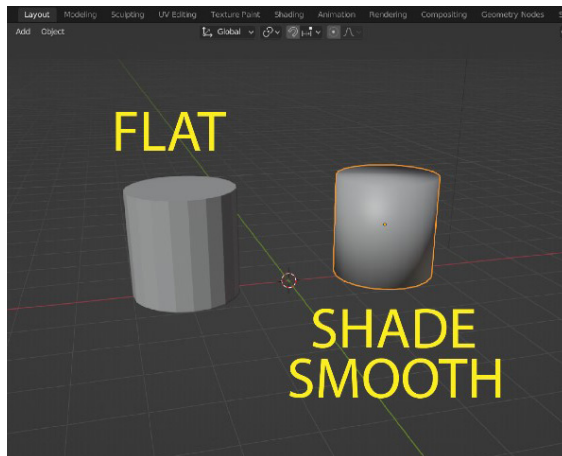 Layout Modeling Sculpting UV Editing Texture Paint Shading Animation Rendering Compositing Geometry Nodes S
Add Object Global
FLAT
SHADE
SMOOTH